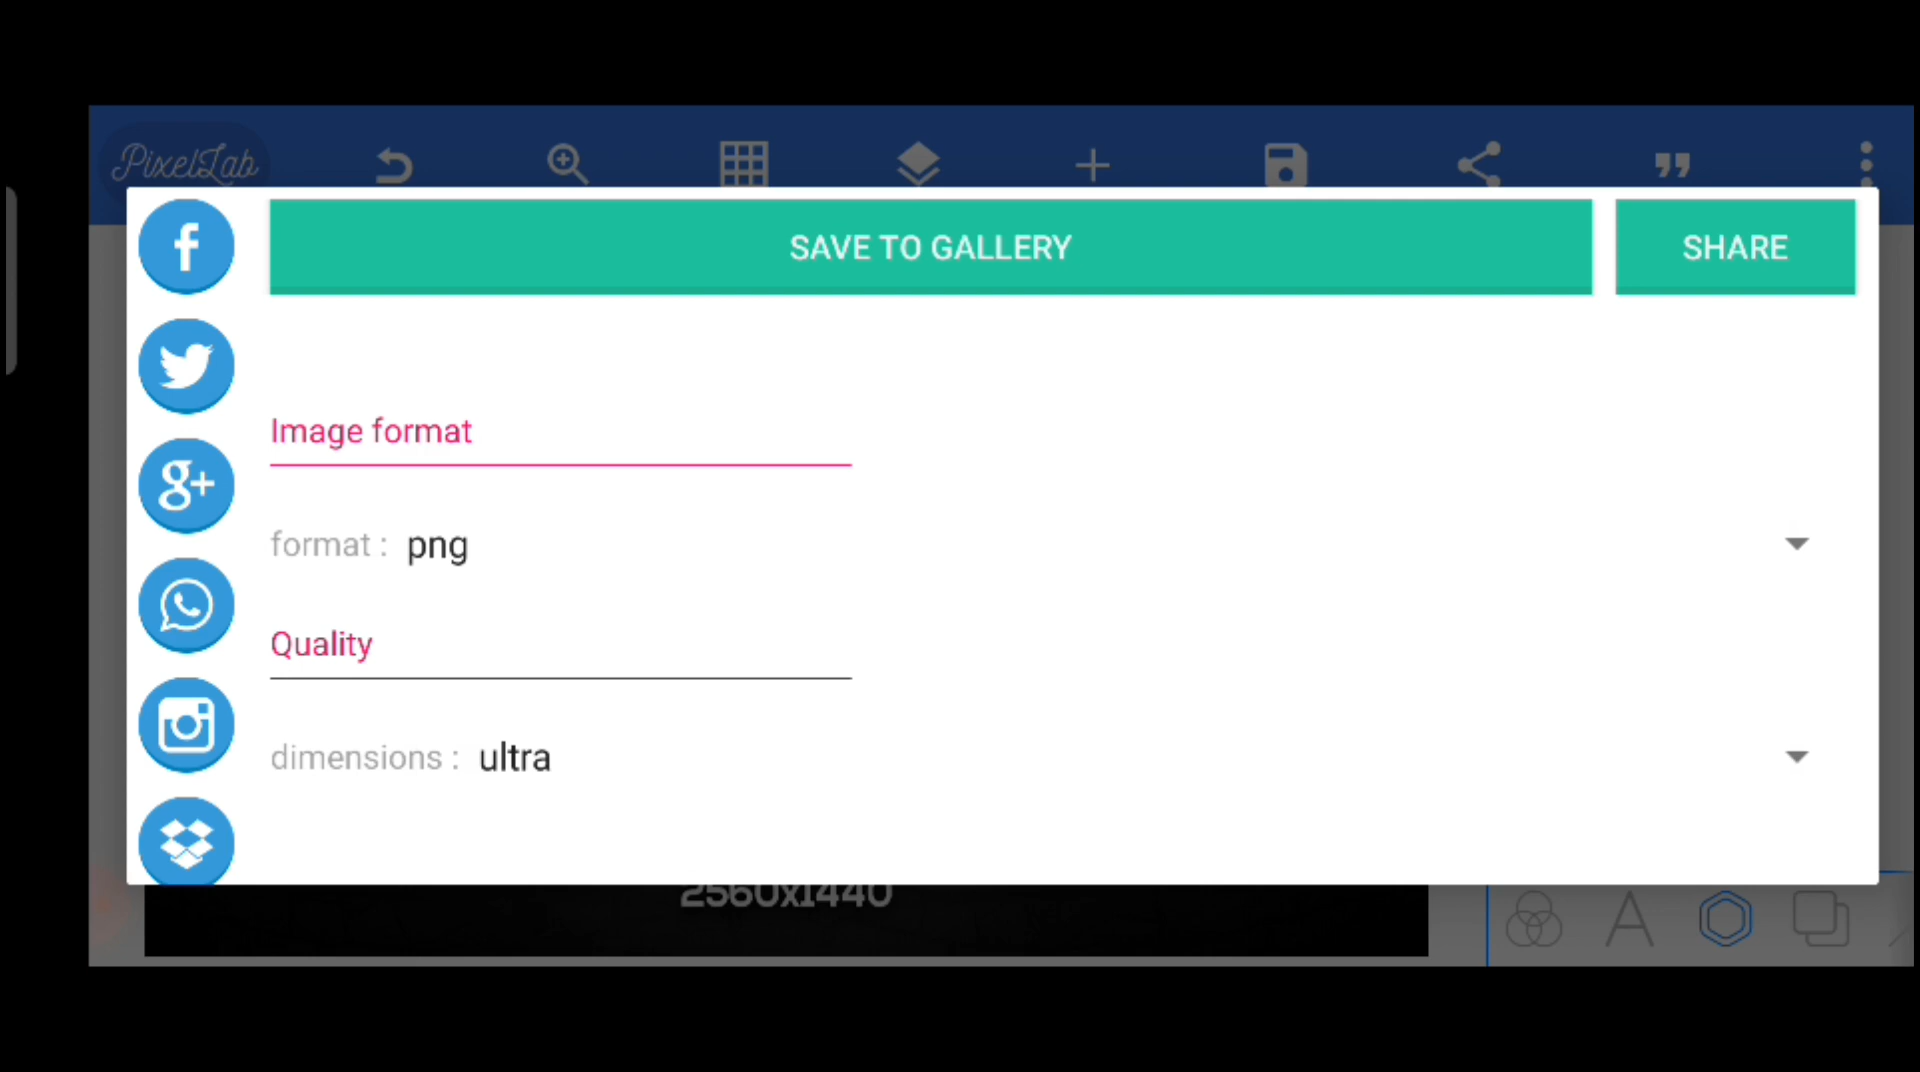 PixelLab
SAVE TO GALLERY
SHARE
Image format
format : png
Quality
dimensions : ultra
2560x1440